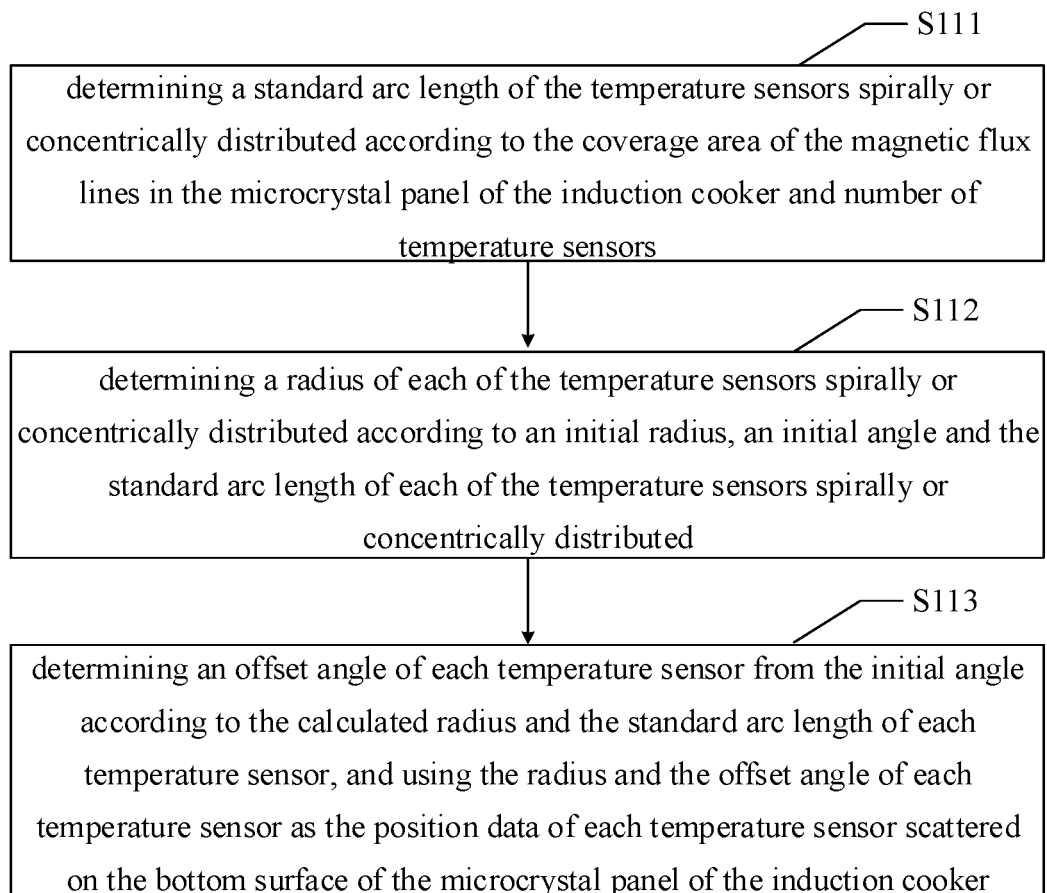 S111
determining a standard arc length of the temperature sensors spirally or
concentrically distributed according to the coverage area of the magnetic flux
lines in the microcrystal panel of the induction cooker and number of
temperature sensors
S112
determining a radius of each of the temperature sensors spirally or
concentrically distributed according to an initial radius, an initial angle and the
standard arc length of each of the temperature sensors spirally or
concentrically distributed
S113
determining an offset angle of each temperature sensor from the initial angle
according to the calculated radius and the standard arc length of each
temperature sensor, and using the radius and the offset angle of each
temperature sensor as the position data of each temperature sensor scattered
on the bottom surface of the microcrystal panel of the induction cooker